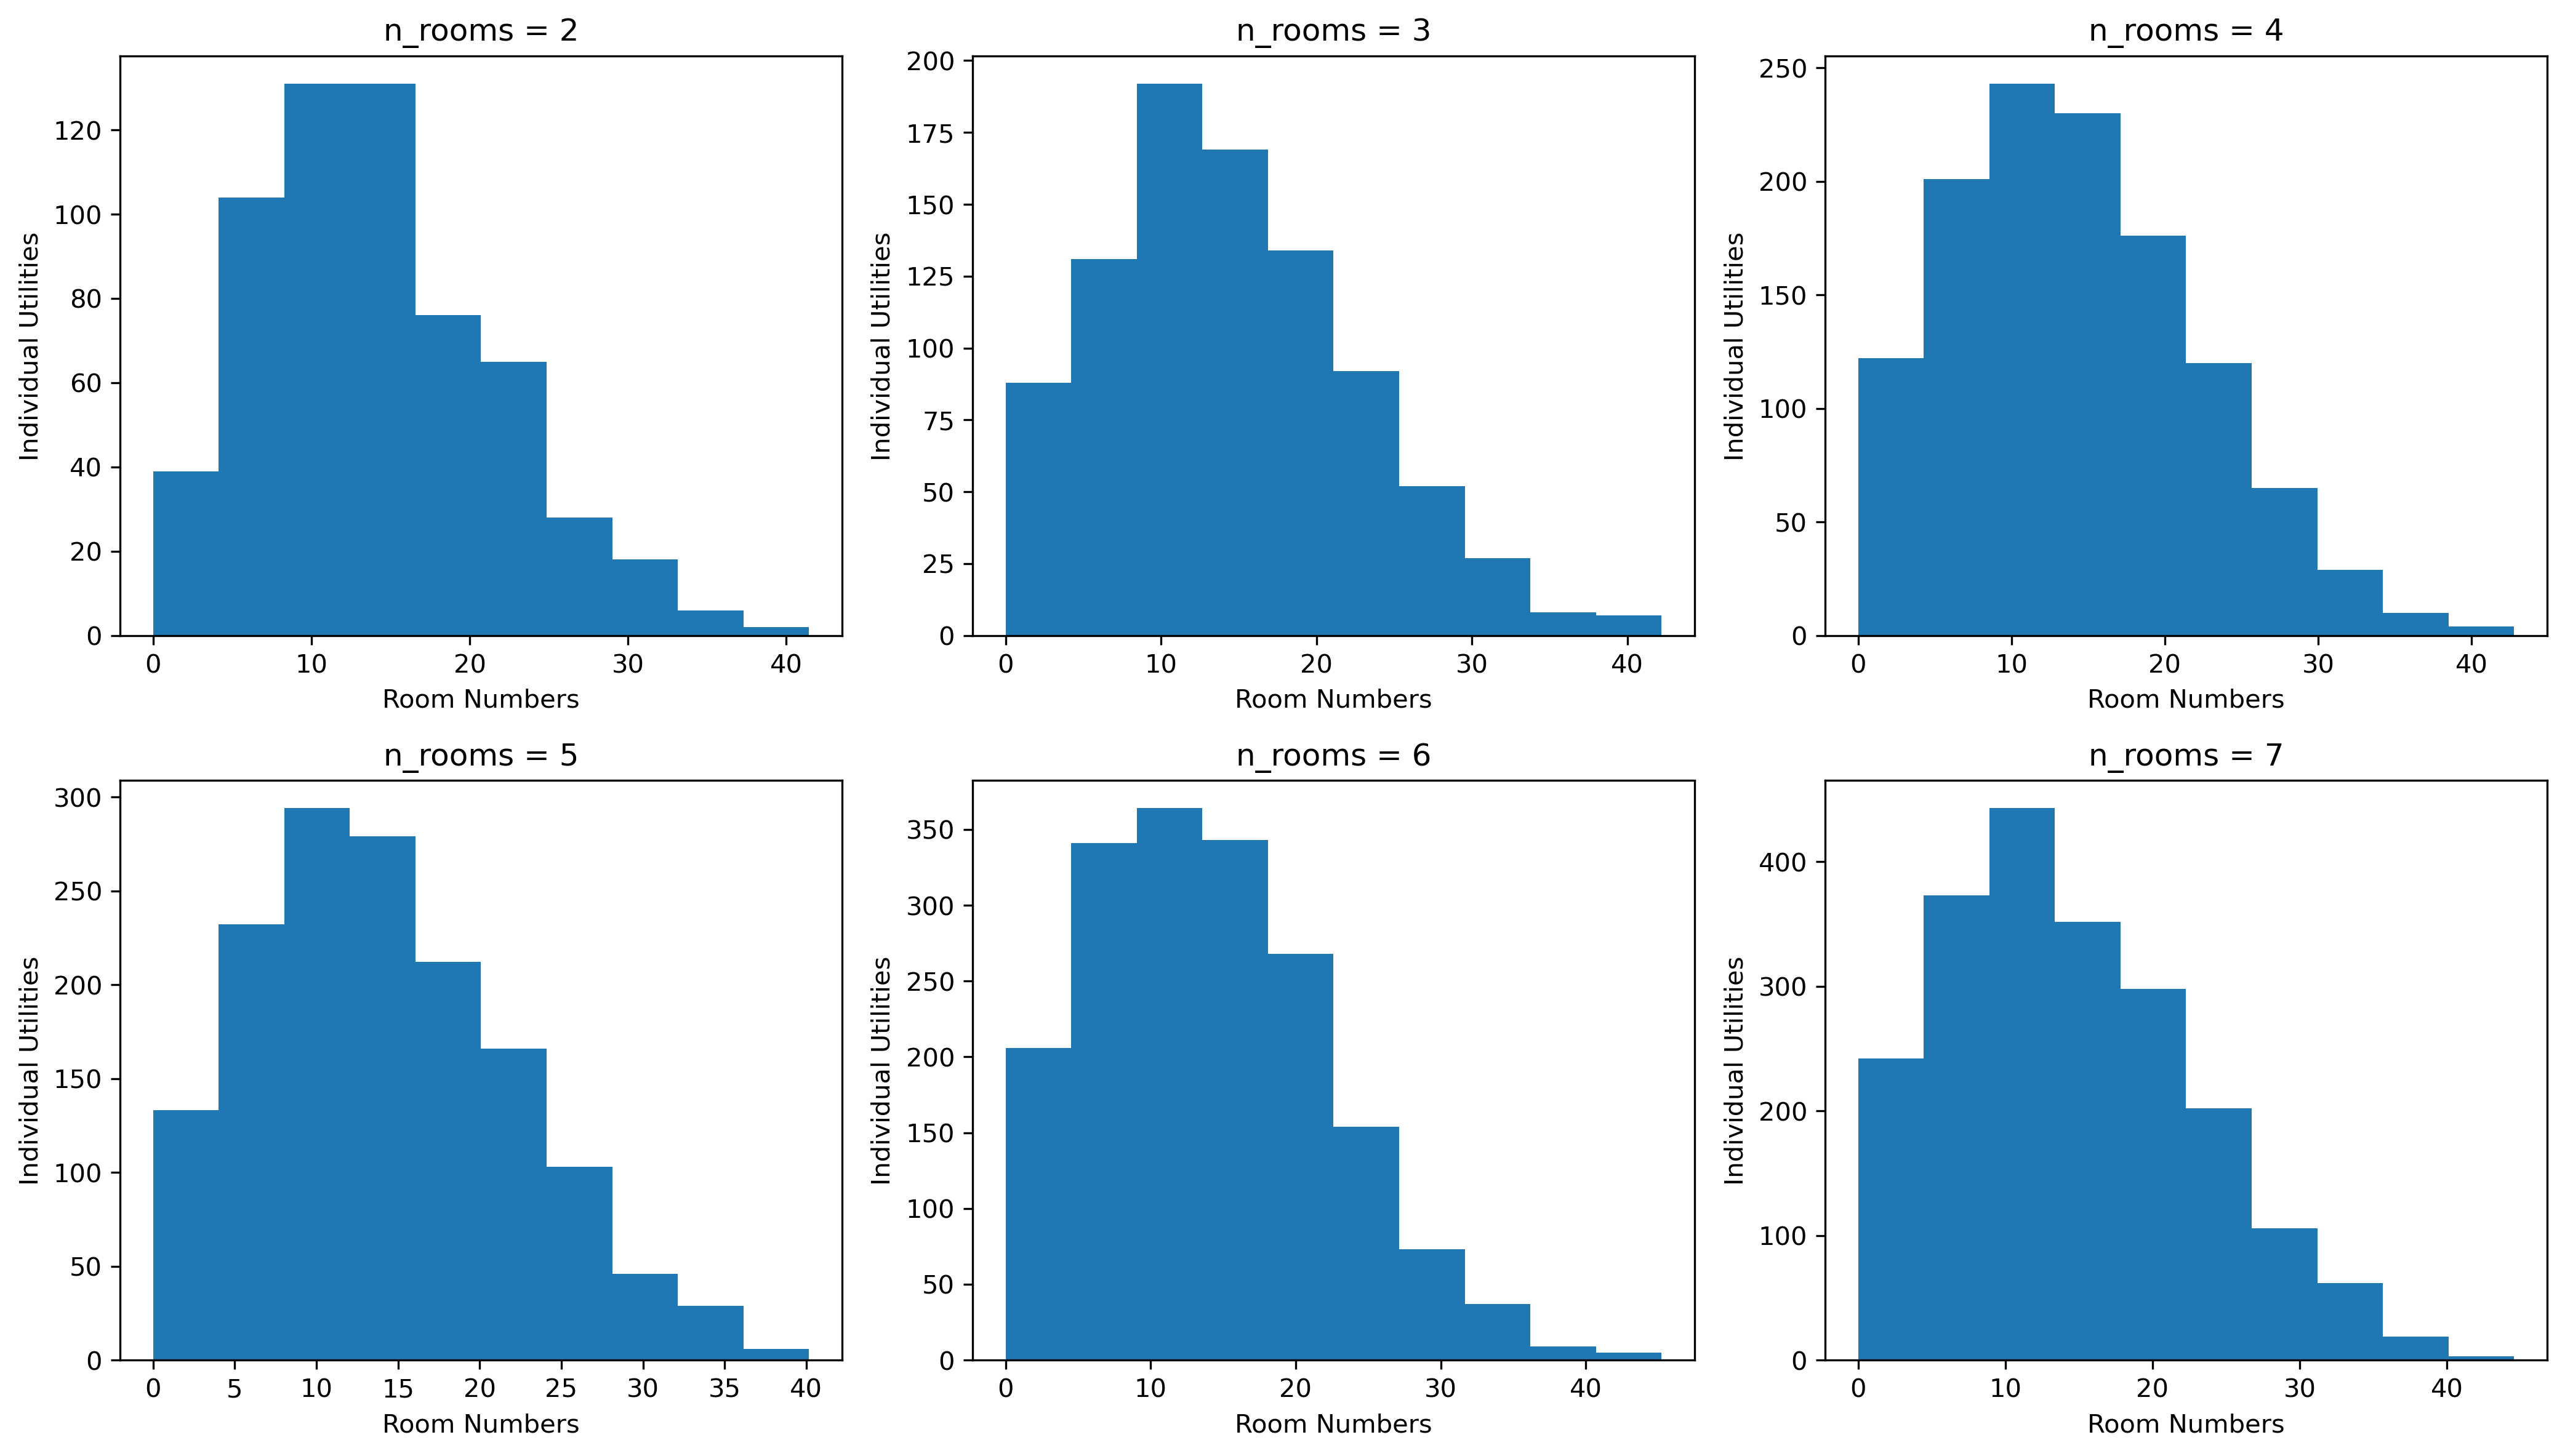 n_rooms = 2
Individual Utilities
120
100
80
60
40
20
0
0 10 20 30 40
Room Numbers
n_rooms = 3
Individual Utilities
200
175
150
125
100
75
50
25
0
0 10 20 30 40
Room Numbers
n_rooms = 4
Individual Utilities
250
200
150
100
50
0
0 10 20 30 40
Room Numbers
n_rooms = 5
Individual Utilities
300
250
200
150
100
50
0
0 5 10 15 20 25 30 35 40
Room Numbers
n_rooms = 6
Individual Utilities
350
300
250
200
150
100
50
0
0 10 20 30 40
Room Numbers
n_rooms = 7
Individual Utilities
400
300
200
100
0
0 10 20 30 40
Room Numbers